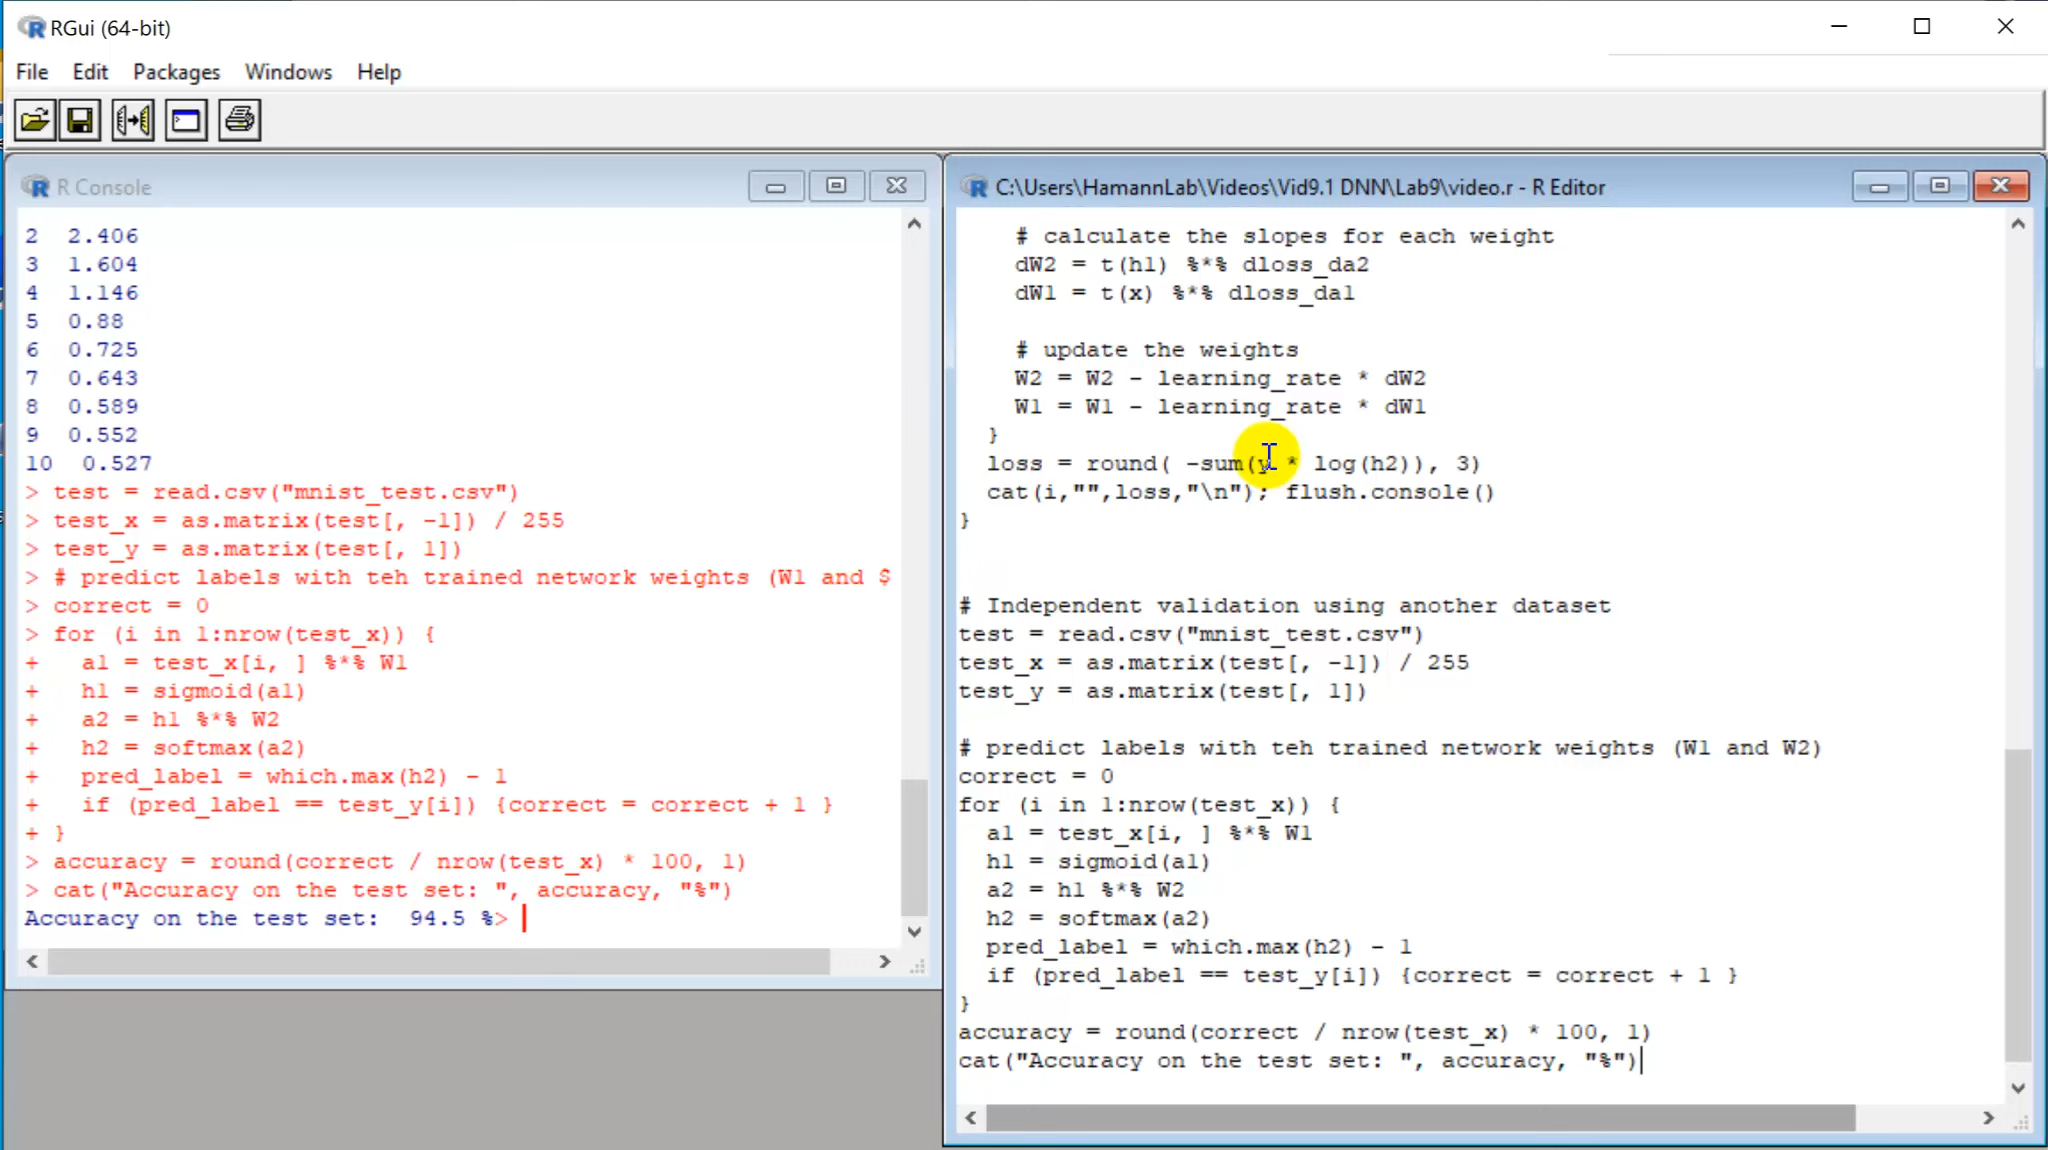 RGui (64-bit)
File Edit Packages Windows Help
R Console
2 2.406
3 1.604
4 1.146
5 0.88
6 0.725
7 0.643
8 0.589
9 0.552
10 0.527
> test = read.csv("mnist_test.csv")
> test_x = as.matrix(test[, -1]) / 255
> test_y = as.matrix(test[, 1])
> # predict labels with teh trained network weights (W1 and $
> correct = 0
> for (i in 1:nrow(test_x)) {
+   a1 = test_x[i, ] %*% W1
+   h1 = sigmoid(a1)
+   a2 = h1 %*% W2
+   h2 = softmax(a2)
+   pred_label = which.max(h2) - 1
+   if (pred_label == test_y[i]) {correct = correct + 1 }
+ }
> accuracy = round(correct / nrow(test_x) * 100, 1)
> cat("Accuracy on the test set: ", accuracy, "%")
Accuracy on the test set:  94.5 %>
C:\Users\HamannLab\Videos\Vid9.1 DNN\Lab9\video.r - R Editor
# calculate the slopes for each weight
dW2 = t(h1) %*% dloss_da2
dW1 = t(x) %*% dloss_da1
# update the weights
W2 = W2 - learning_rate * dW2
W1 = W1 - learning_rate * dW1
}
loss = round( -sum(y * log(h2)), 3)
cat(i,"",loss,"\n"); flush.console()
}
# Independent validation using another dataset
test = read.csv("mnist_test.csv")
test_x = as.matrix(test[, -1]) / 255
test_y = as.matrix(test[, 1])
# predict labels with teh trained network weights (W1 and W2)
correct = 0
for (i in 1:nrow(test_x)) {
a1 = test_x[i, ] %*% W1
h1 = sigmoid(a1)
a2 = h1 %*% W2
h2 = softmax(a2)
pred_label = which.max(h2) - 1
if (pred_label == test_y[i]) {correct = correct + 1 }
}
accuracy = round(correct / nrow(test_x) * 100, 1)
cat("Accuracy on the test set: ", accuracy, "%")